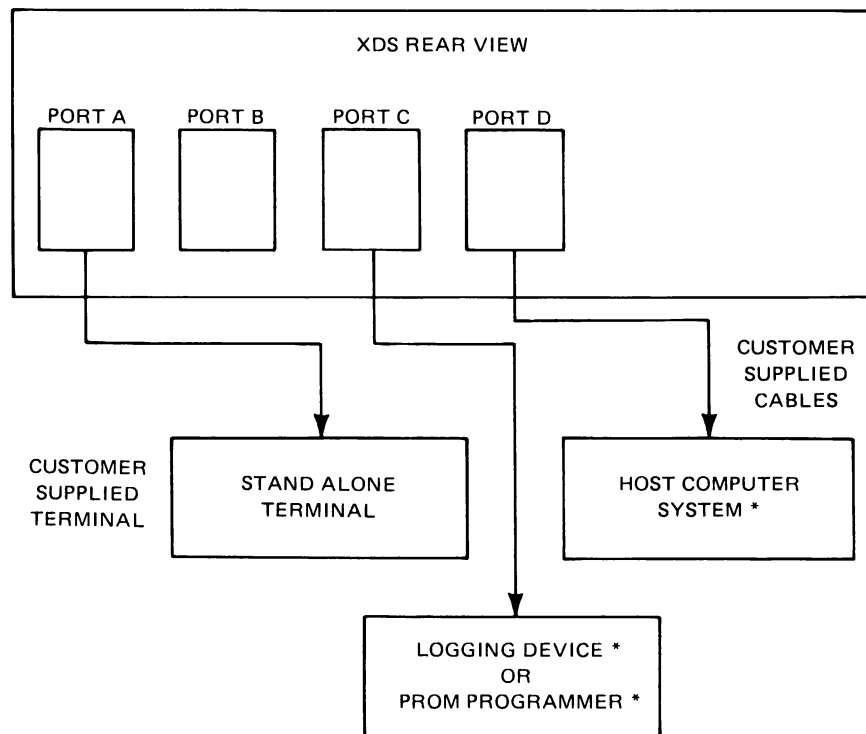 XDS REAR VIEW
PORT A
PORT B
PORT C
PORT D
CUSTOMER
SUPPLIED
CABLES
CUSTOMER
SUPPLIED
TERMINAL
STAND ALONE
TERMINAL
HOST COMPUTER
SYSTEM *
LOGGING DEVICE *
OR
PROM PROGRAMMER *